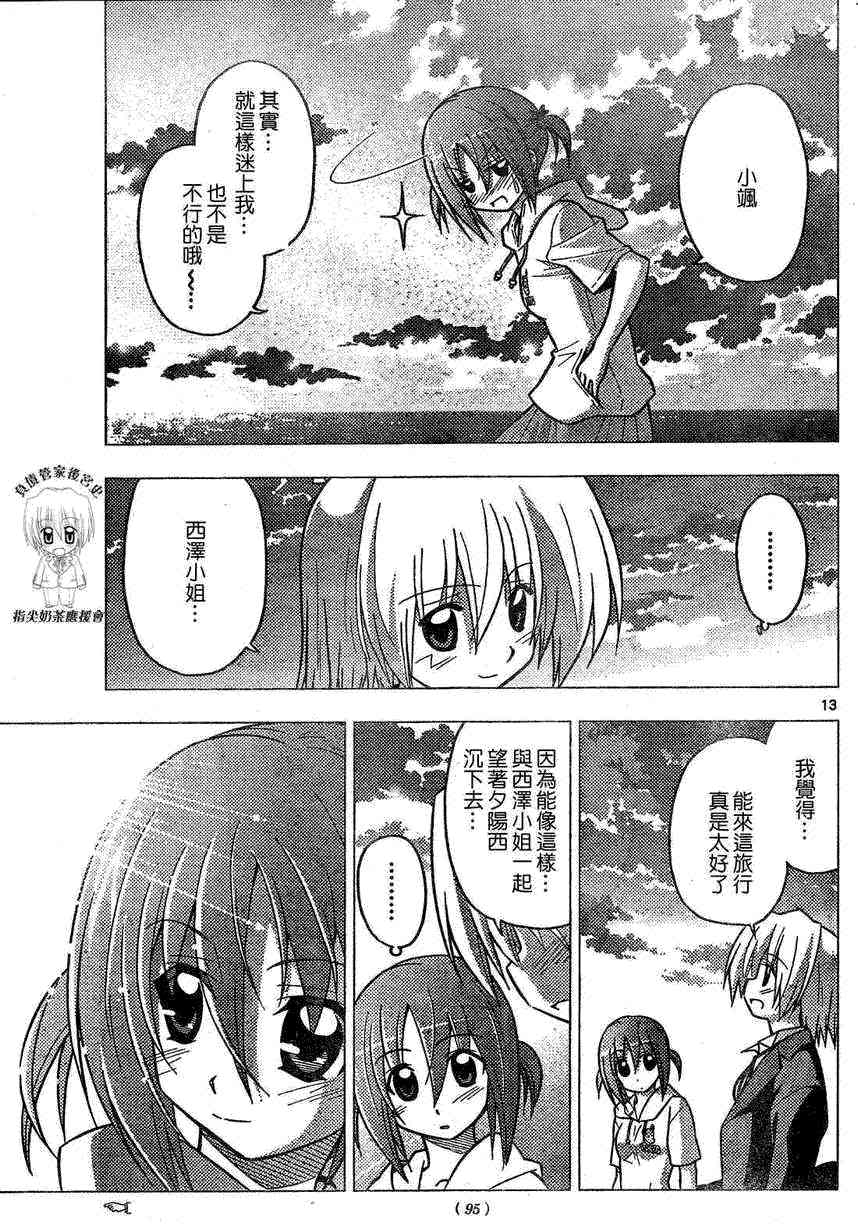 小颯
其實…
就這樣迷上我…
也不是
不行的哦
~……
………
西澤小姐…
負債管家後宮史
指尖奶茶應援會
13
我覺得…
能來這旅行
真是太好了
因為能像這樣…
與西澤小姐一起
望著夕陽西
沉下去…
………
(95)